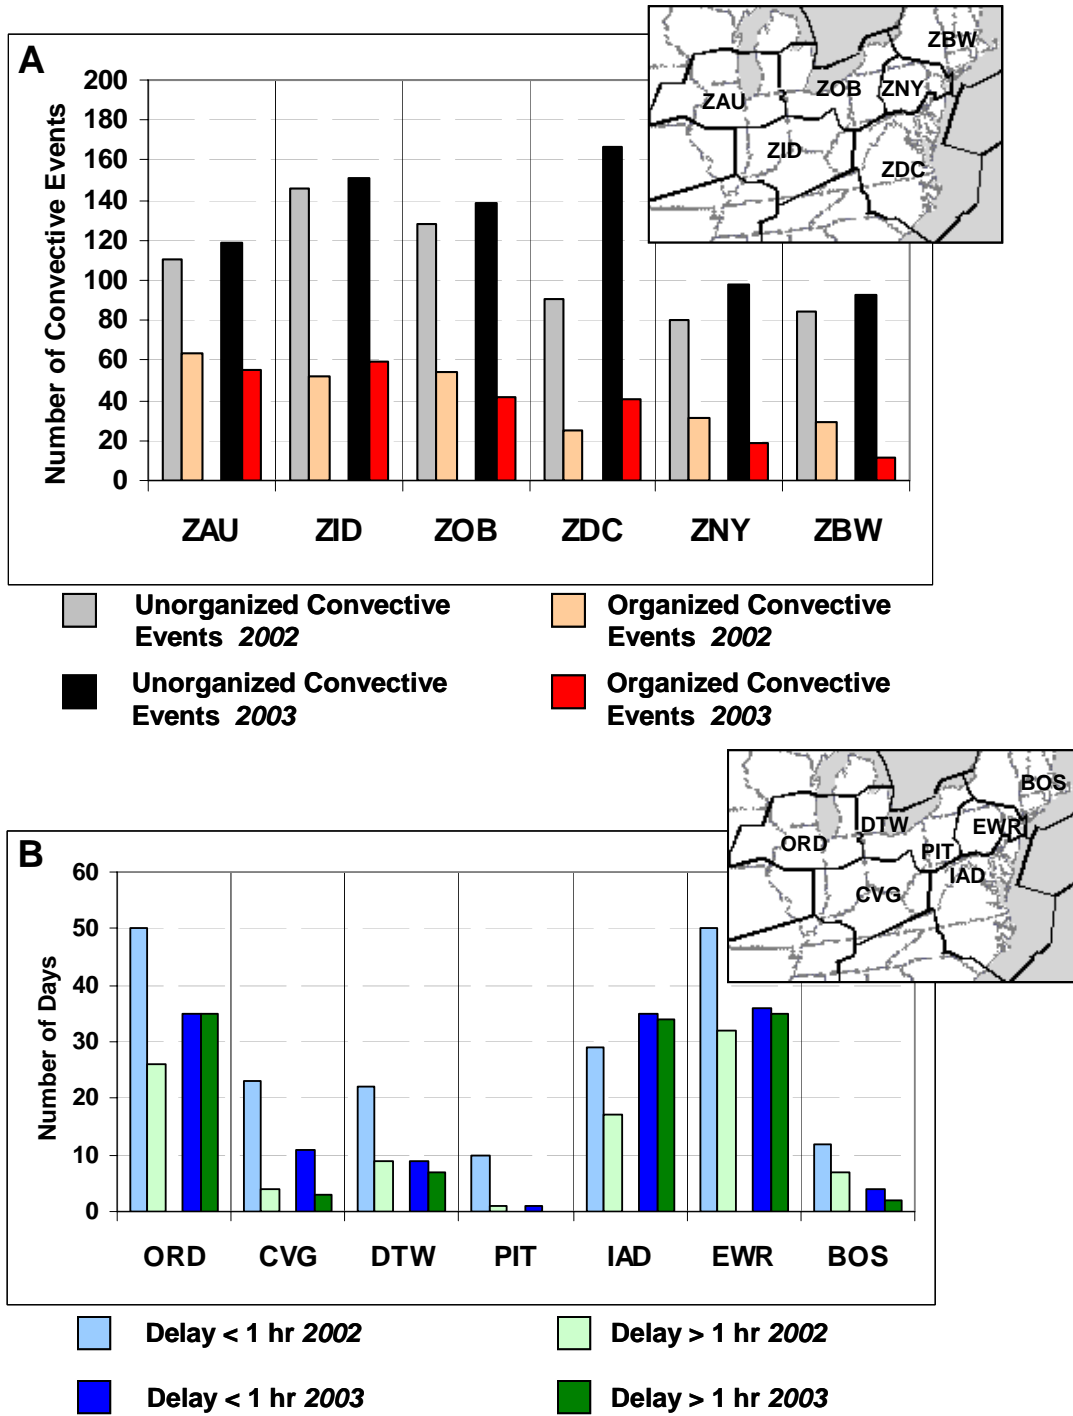 A
Number of Convective Events
200
180
160
140
120
100
80
60
40
20
0
ZAU ZID ZOB ZDC ZNY ZBW
ZBW
ZAU ZOB ZNY
ZID
ZDC
Unorganized Convective
Events 2002
Organized Convective
Events 2002
Unorganized Convective
Events 2003
Organized Convective
Events 2003
B
Number of Days
60
50
40
30
20
10
0
ORD CVG DTW PIT IAD EWR BOS
BOS
DTW EWR
ORD PIT
IAD
CVG
Delay < 1 hr 2002
Delay > 1 hr 2002
Delay < 1 hr 2003
Delay > 1 hr 2003